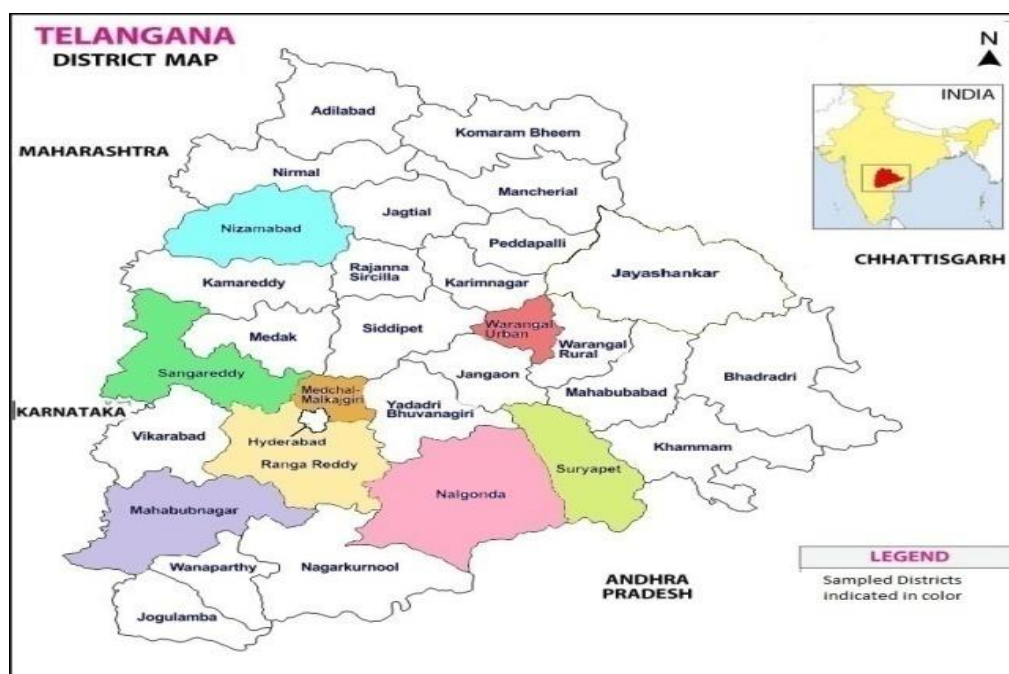 TELANGANA
DISTRICT MAP
N
INDIA
MAHARASHTRA
Adilabad
Komaram Bheem
Nirmal
Mancherial
Jagtial
Nizamabad
Peddapalli
CHHATTISGARH
Kamareddy
Rajanna
Sircilla
Karimnagar
Jayashankar
Medak
Siddipet
Warangal
Urban
Warangal
Rural
Sangareddy
Medchal-
Malkajgiri
Jangaon
Mahabubabad
Bhadradri
KARNATAKA
Yadadri
Bhuvanagiri
Vikarabad
Hyderabad
Khammam
Ranga Reddy
Suryapet
Nalgonda
Mahabubnagar
Wanaparthy
Nagarkurnool
Jogulamba
ANDHRA
PRADESH
LEGEND
Sampled Districts
indicated in color